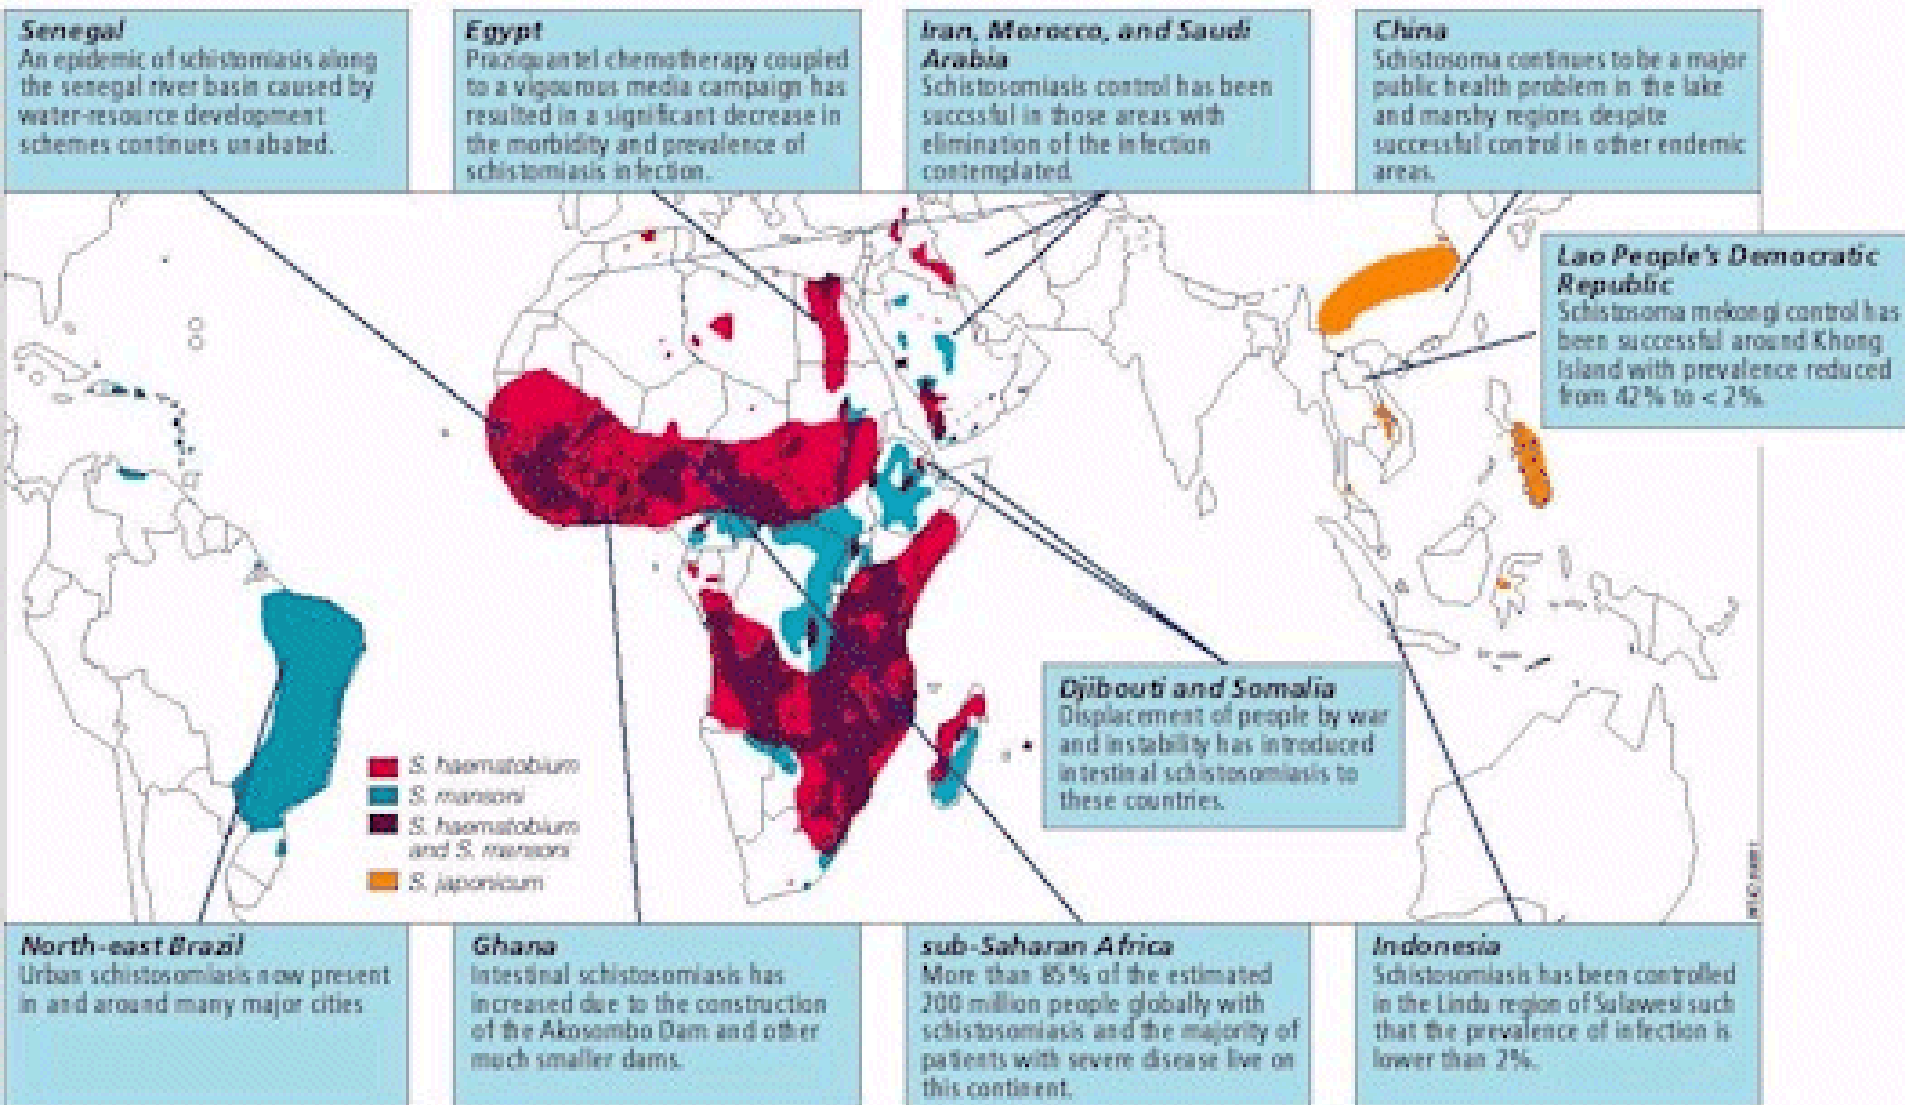 Senegal
An epidemic of schistomiasis along
the senegal river basin caused by
water-resource development
schemes continues unabated.
Egypt
Praziquantel chemotherapy coupled
to a vigourous media campaign has
resulted in a significant decrease in
the morbidity and prevalence of
schistomiasis infection.
Iran, Morocco, and Saudi
Arabia
Schistosomiasis control has been
succssful in those areas with
elimination of the infection
contemplated.
China
Schistosoma continues to be a major
public health problem in the lake
and marshy regions despite
successful control in other endemic
areas.
Lao People's Democratic
Republic
Schistosoma mekongi control has
been successful around Khong
Island with prevalence reduced
from 42% to < 2%.
Djibouti and Somalia
Displacement of people by war
and instability has introduced
intestinal schistosomiasis to
these countries.
S. haematobium
S. mansoni
S. haematobium
and S. mansoni
S. japonicum
North-east Brazil
Urban schistosomiasis now present
in and around many major cities
Ghana
Intestinal schistosomiasis has
increased due to the construction
of the Akosombo Dam and other
much smaller dams.
sub-Saharan Africa
More than 85% of the estimated
200 million people globally with
schistosomiasis and the majority of
patients with severe disease live on
this continent.
Indonesia
Schistosomiasis has been controlled
in the Lindu region of Sulawesi such
that the prevalence of infection is
lower than 2%.